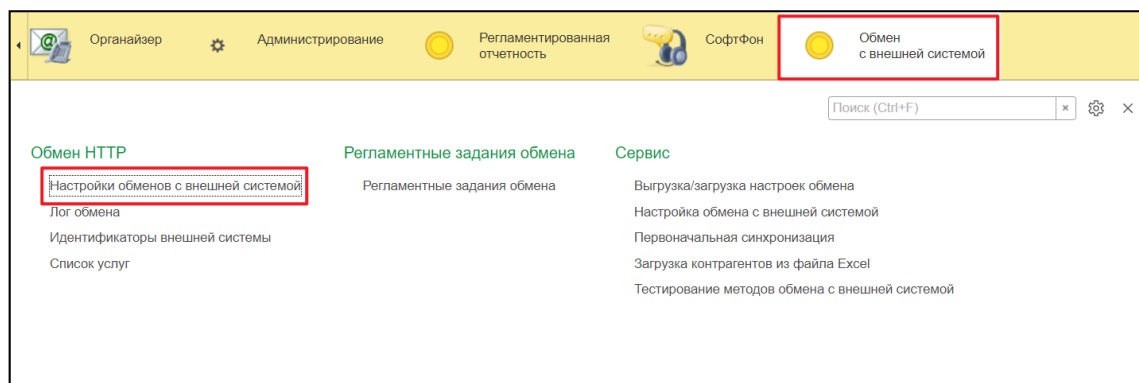 Органайзер
Администрирование
Регламентированная
отчетность
СофтФон
Обмен
с внешней системой
Поиск (Ctrl+F)
Обмен HTTP
Регламентные задания обмена
Сервис
Настройки обменов с внешней системой
Регламентные задания обмена
Выгрузка/загрузка настроек обмена
Лог обмена
Настройка обмена с внешней системой
Идентификаторы внешней системы
Первоначальная синхронизация
Список услуг
Загрузка контрагентов из файла Excel
Тестирование методов обмена с внешней системой